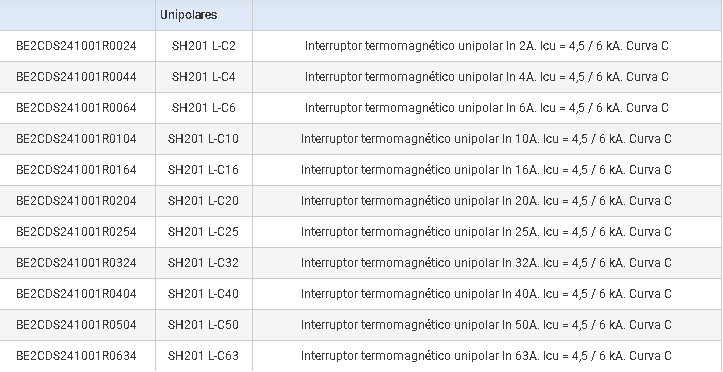 Unipolares
BE2CDS241001R0024 SH201 L-C2 Interruptor termomagnético unipolar In 2A. Icu = 4,5 / 6 kA. Curva C
BE2CDS241001R0044 SH201 L-C4 Interruptor termomagnético unipolar In 4A. Icu = 4,5 / 6 kA. Curva C
BE2CDS241001R0064 SH201 L-C6 Interruptor termomagnético unipolar In 6A. Icu = 4,5 / 6 kA. Curva C
BE2CDS241001R0104 SH201 L-C10 Interruptor termomagnético unipolar In 10A. Icu = 4,5 / 6 kA. Curva C
BE2CDS241001R0164 SH201 L-C16 Interruptor termomagnético unipolar In 16A. Icu = 4,5 / 6 kA. Curva C
BE2CDS241001R0204 SH201 L-C20 Interruptor termomagnético unipolar In 20A. Icu = 4,5 / 6 kA. Curva C
BE2CDS241001R0254 SH201 L-C25 Interruptor termomagnético unipolar In 25A. Icu = 4,5 / 6 kA. Curva C
BE2CDS241001R0324 SH201 L-C32 Interruptor termomagnético unipolar In 32A. Icu = 4,5 / 6 kA. Curva C
BE2CDS241001R0404 SH201 L-C40 Interruptor termomagnético unipolar In 40A. Icu = 4,5 / 6 kA. Curva C
BE2CDS241001R0504 SH201 L-C50 Interruptor termomagnético unipolar In 50A. Icu = 4,5 / 6 kA. Curva C
BE2CDS241001R0634 SH201 L-C63 Interruptor termomagnético unipolar In 63A. Icu = 4,5 / 6 kA. Curva C